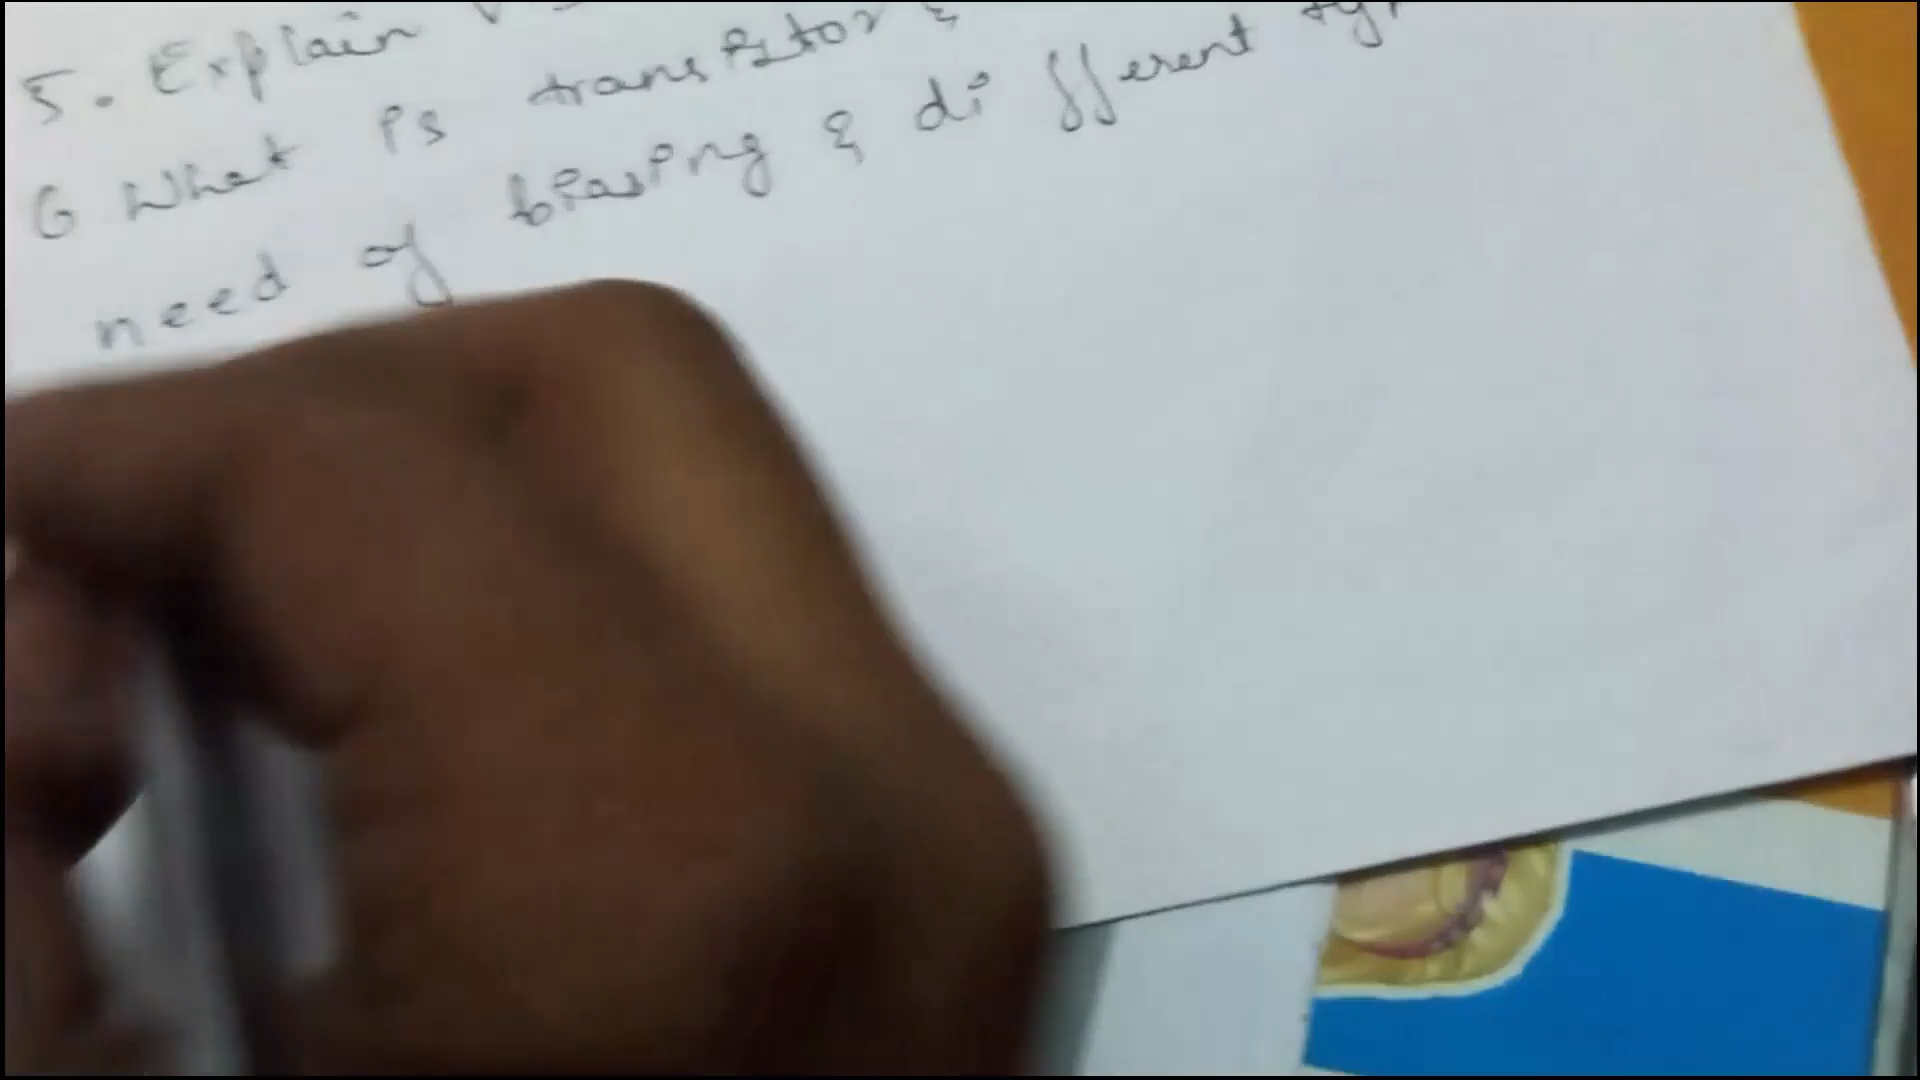 5. Explain
6 What is transistor &
need of biasing & different